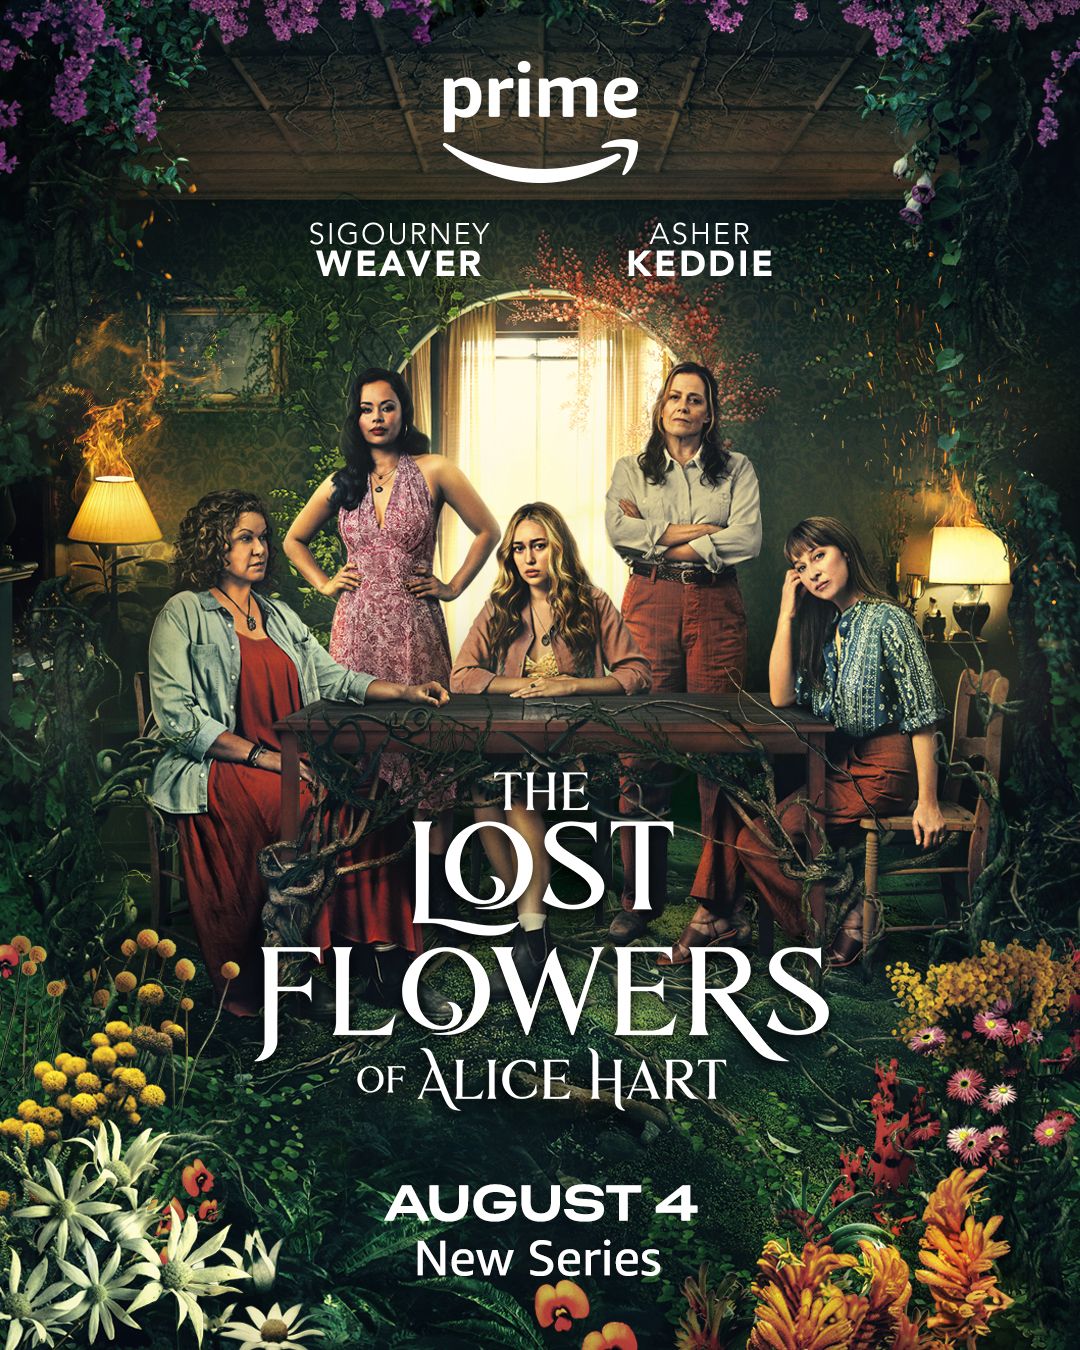 prime
SIGOURNEY
WEAVER
ASHER
KEDDIE
THE
LOST
FLOWERS
OF ALICE HART
AUGUST 4
New Series